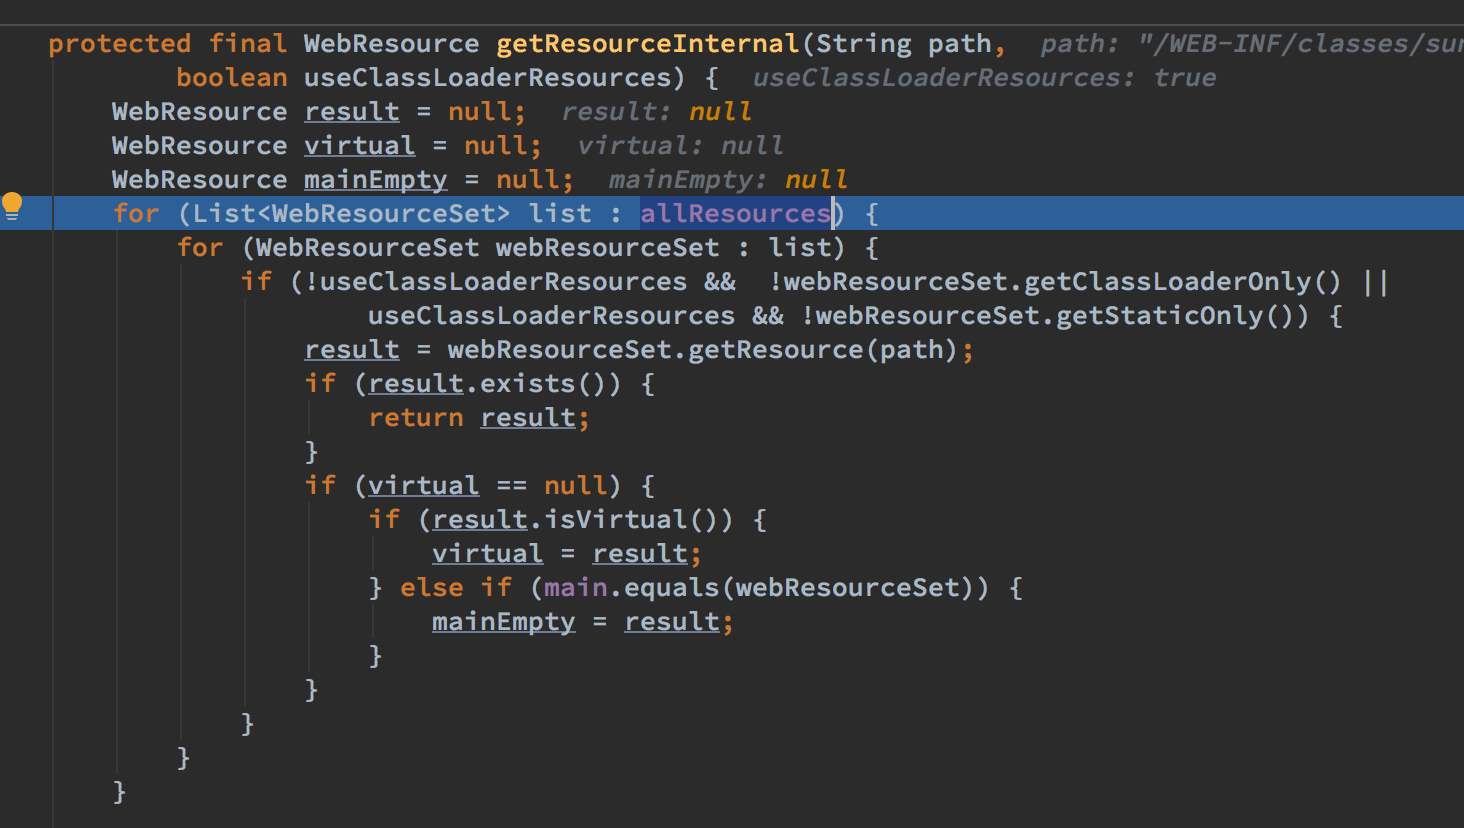 protected final WebResource getResourceInternal(String path,  path: "/WEB-INF/classes/sun
        boolean useClassLoaderResources) {  useClassLoaderResources: true
    WebResource result = null;  result: null
    WebResource virtual = null;  virtual: null
    WebResource mainEmpty = null;  mainEmpty: null
    for (List<WebResourceSet> list : allResources) {
        for (WebResourceSet webResourceSet : list) {
            if (!useClassLoaderResources &&  !webResourceSet.getClassLoaderOnly() ||
                    useClassLoaderResources && !webResourceSet.getStaticOnly()) {
                result = webResourceSet.getResource(path);
                if (result.exists()) {
                    return result;
                }
                if (virtual == null) {
                    if (result.isVirtual()) {
                        virtual = result;
                    } else if (main.equals(webResourceSet)) {
                        mainEmpty = result;
                    }
                }
            }
        }
    }